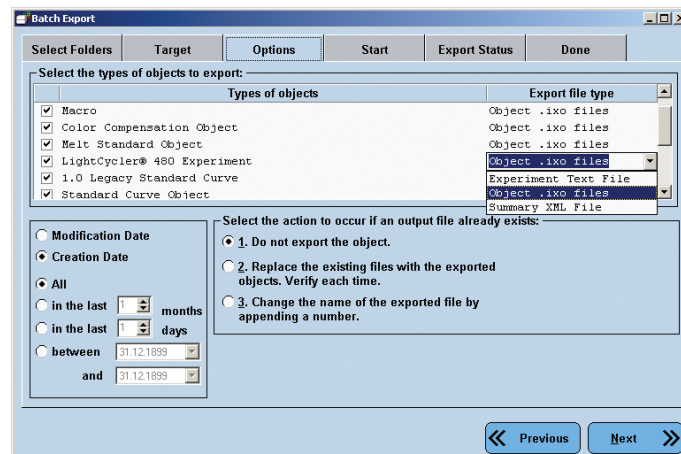 Batch Export
Select Folders Target Options Start Export Status Done
Select the types of objects to export:
Types of objects Export file type
Macro Object .ixo files
Color Compensation Object Object .ixo files
Melt Standard Object Object .ixo files
LightCycler® 480 Experiment Object .ixo files
1.0 Legacy Standard Curve Experiment Text File
Standard Curve Object Object .ixo files
Summary XML File
Modification Date
Creation Date
All
in the last 1 months
in the last 1 days
between 31.12.1899
and 31.12.1899
Select the action to occur if an output file already exists:
1. Do not export the object.
2. Replace the existing files with the exported
objects. Verify each time.
3. Change the name of the exported file by
appending a number.
Previous Next